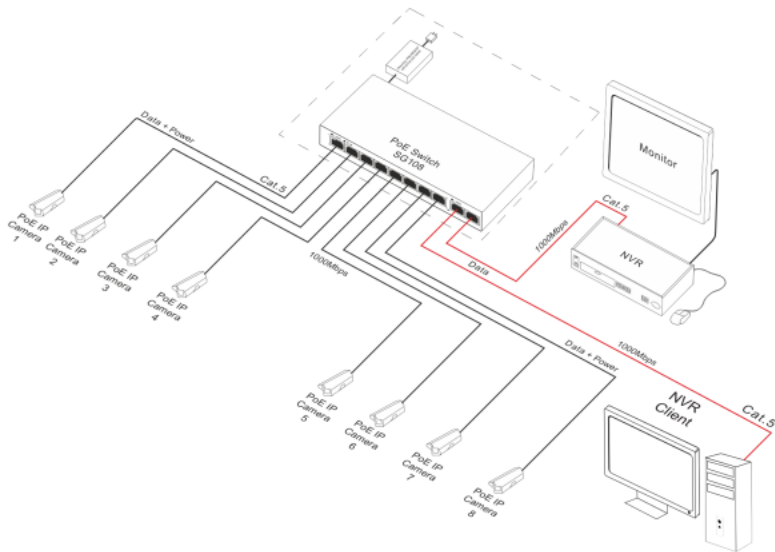 Data + Power
Cat.5
PoE Switch
SG108
Monitor
Cat.5
1000Mbps
NVR
Data
1000Mbps
PoE IP
Camera
1
PoE IP
Camera
2
PoE IP
Camera
3
PoE IP
Camera
4
1000Mbps
Data + Power
NVR
Client
Cat.5
PoE IP
Camera
5
PoE IP
Camera
6
PoE IP
Camera
7
PoE IP
Camera
8